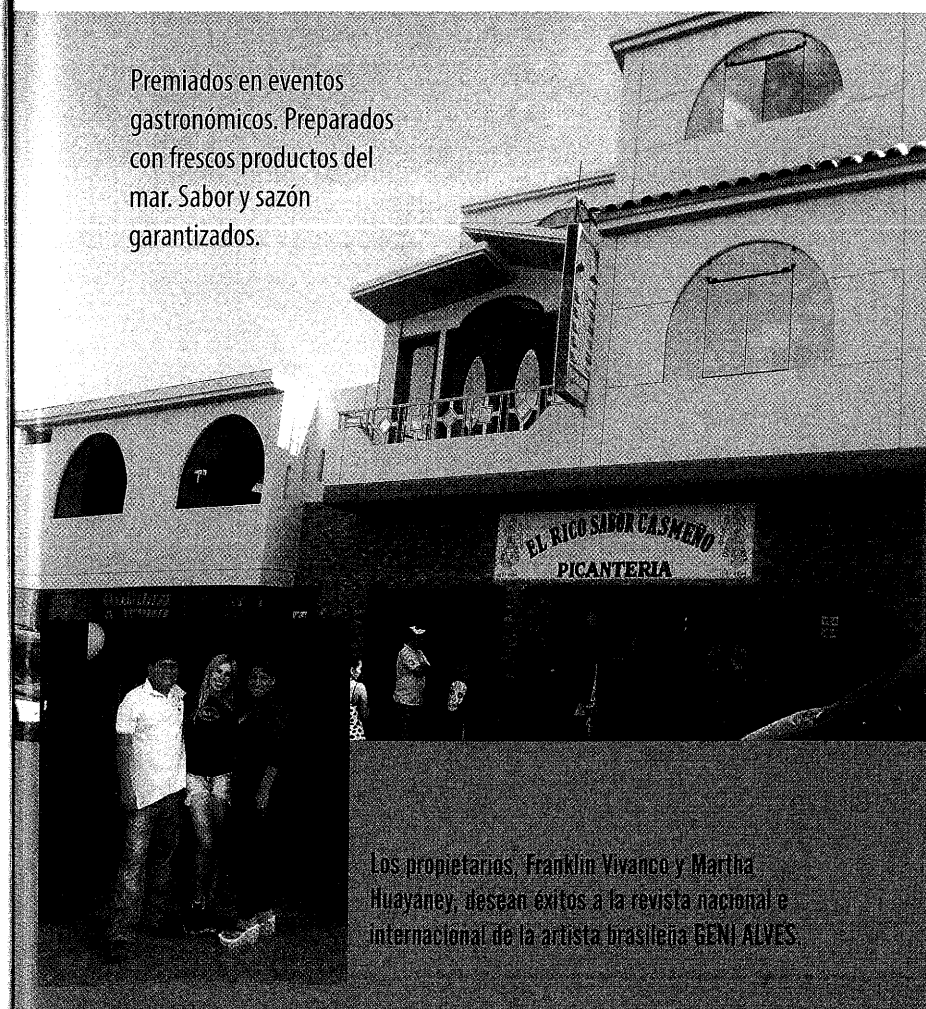 Premiados en eventos
gastronómicos. Preparados
con frescos productos del
mar. Sabor y sazón
garantizados.
EL RICO SABOR CASMEÑO
PICANTERIA
Los propietarios, Franklin Vivanco y Martha
Huayaney, desean éxitos a la revista nacional e
internacional de la artista brasileña GENI ALVES.